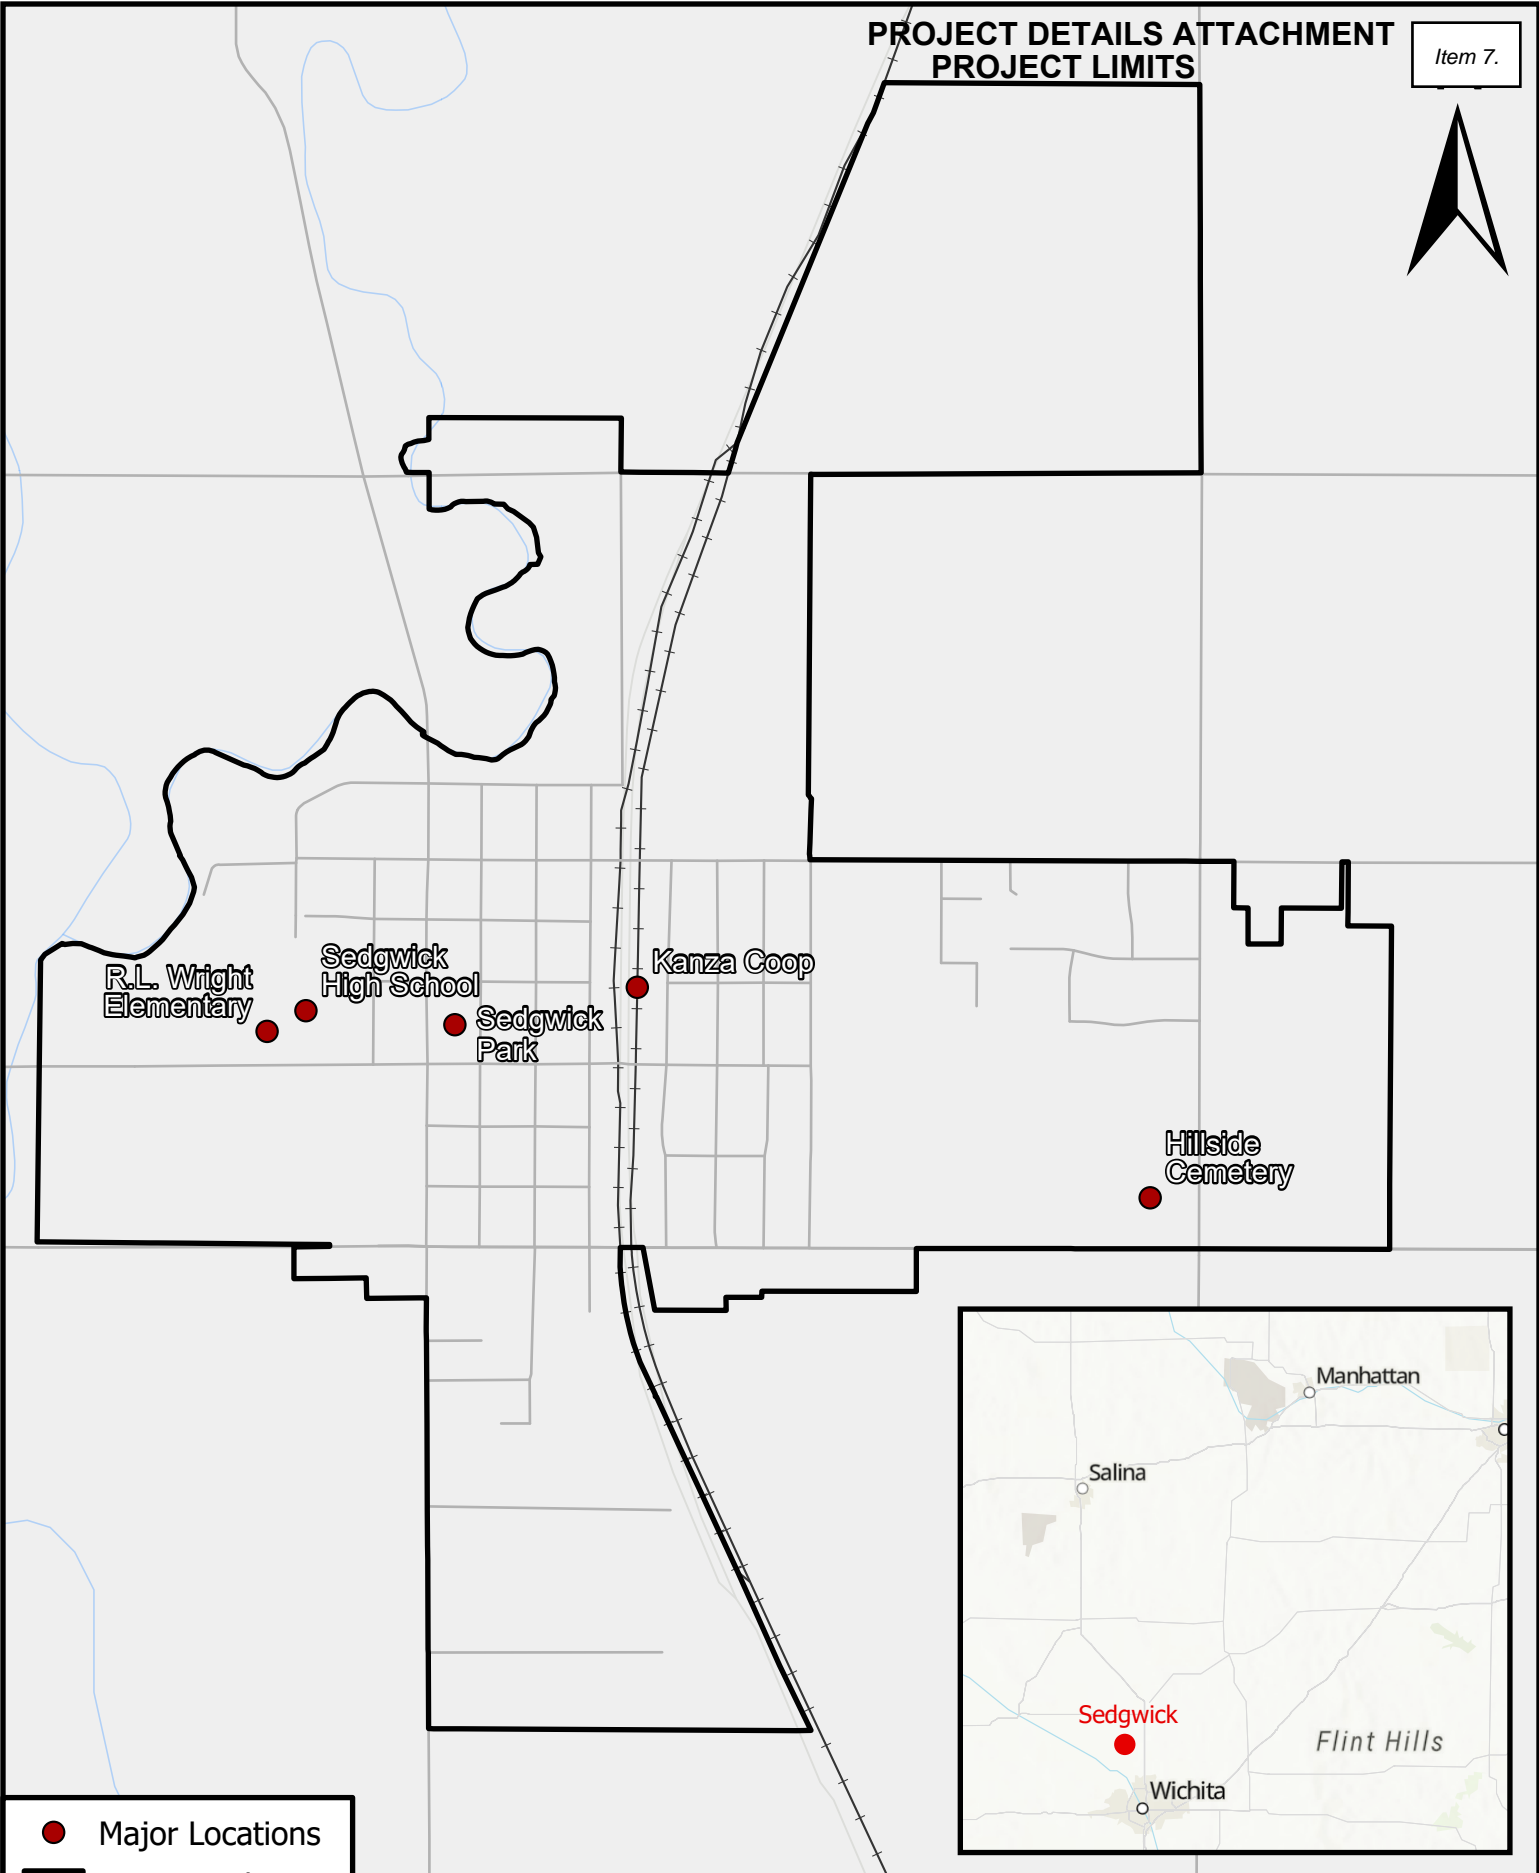 PROJECT DETAILS ATTACHMENT
PROJECT LIMITS
Item 7.
R.L. Wright
Elementary
Sedgwick
High School
Sedgwick
Park
Kanza Coop
Hillside
Cemetery
Manhattan
Salina
Sedgwick
Flint Hills
Wichita
Major Locations